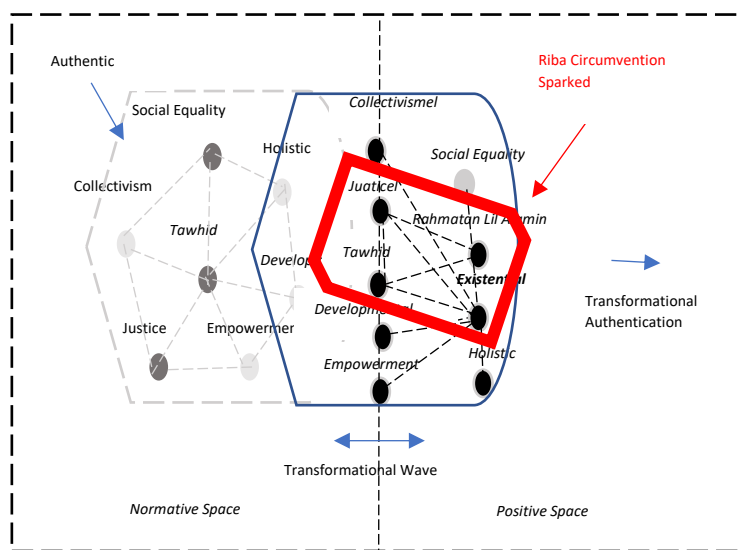 Authentic
Riba Circumvention
Sparked
Social Equality
Collectivismel
Holistic
Social Equality
Collectivism
Juaticel
Rahmatan Lil
Tawhid
Tawhid
Develop
Existential
Developmental
Transformational
Authentication
Justice
Empowermer
Holistic
Empowerment
Transformational Wave
Normative Space
Positive Space